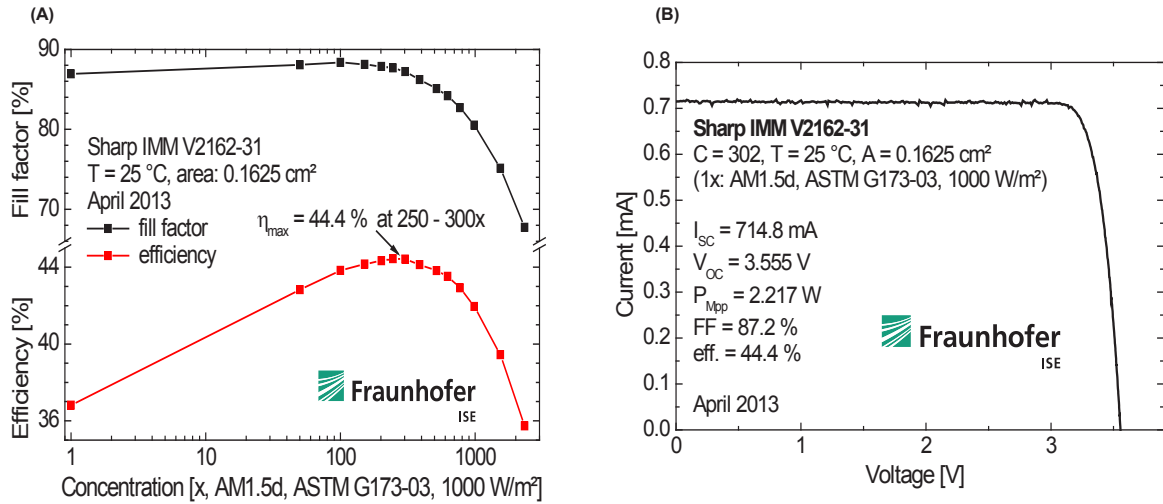 (A)
90
80
70
Fill factor [%]
Sharp IMM V2162-31
T = 25 °C, area: 0.1625 cm²
April 2013
fill factor
efficiency
η_max = 44.4 % at 250 - 300x
44
40
36
Efficiency [%]
Fraunhofer
ISE
1 10 100 1000
Concentration [x, AM1.5d, ASTM G173-03, 1000 W/m²]
(B)
0.8
0.7
0.6
0.5
0.4
0.3
0.2
0.1
0.0
Current [mA]
Sharp IMM V2162-31
C = 302, T = 25 °C, A = 0.1625 cm²
(1x: AM1.5d, ASTM G173-03, 1000 W/m²)
I_SC = 714.8 mA
V_OC = 3.555 V
P_Mpp = 2.217 W
FF = 87.2 %
eff. = 44.4 %
Fraunhofer
ISE
April 2013
0 1 2 3
Voltage [V]